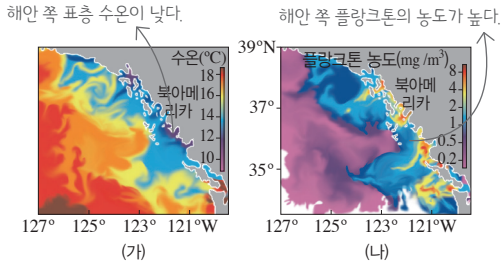 해안 쪽 표층 수온이 낮다.
해안 쪽 플랑크톤의 농도가 높다.
수온(℃)
18
16
14
12
10
북아메
리카
127°
125°
123°
121°W
(가)
39°N
37°
35°
플랑크톤 농도(mg /m³)
8
4
2
1
0.5
0.2
북아메
리카
127°
125°
123°
121°W
(나)